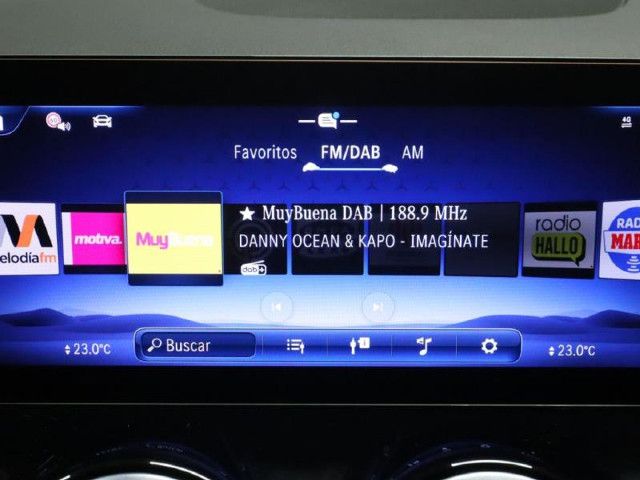 4G
Favoritos FM/DAB AM
elodíafm
motiva.
MuyBuena
★ MuyBuena DAB | 188.9 MHz
DANNY OCEAN & KAPO - IMAGÍNATE
dab+
radio
HALLO
RADIO
MAR
23.0°C
Buscar
23.0°C